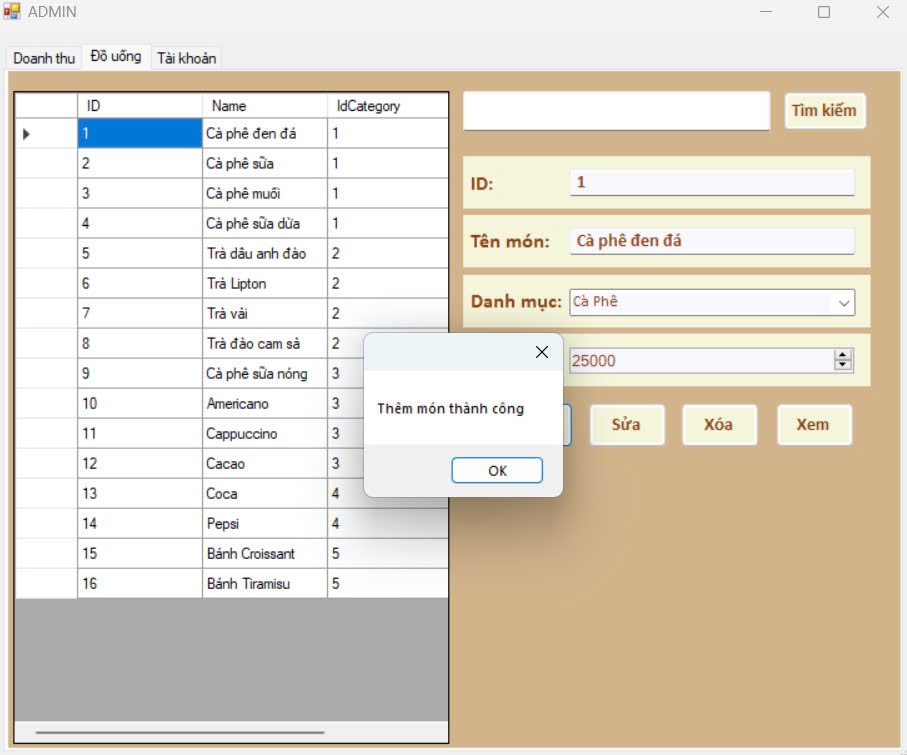 ADMIN
Doanh thu Đồ uống Tài khoản
ID Name IdCategory
1 Cà phê đen đá 1
2 Cà phê sữa 1
3 Cà phê muối 1
4 Cà phê sữa dừa 1
5 Trà dâu anh đào 2
6 Trà Lipton 2
7 Trà vải 2
8 Trà đào cam sả 2
9 Cà phê sữa nóng 3
10 Americano 3
11 Cappuccino 3
12 Cacao 3
13 Coca 4
14 Pepsi 4
15 Bánh Croissant 5
16 Bánh Tiramisu 5
Tìm kiếm
ID: 1
Tên món: Cà phê đen đá
Danh mục: Cà Phê
25000
Sửa Xóa Xem
Thêm món thành công
OK